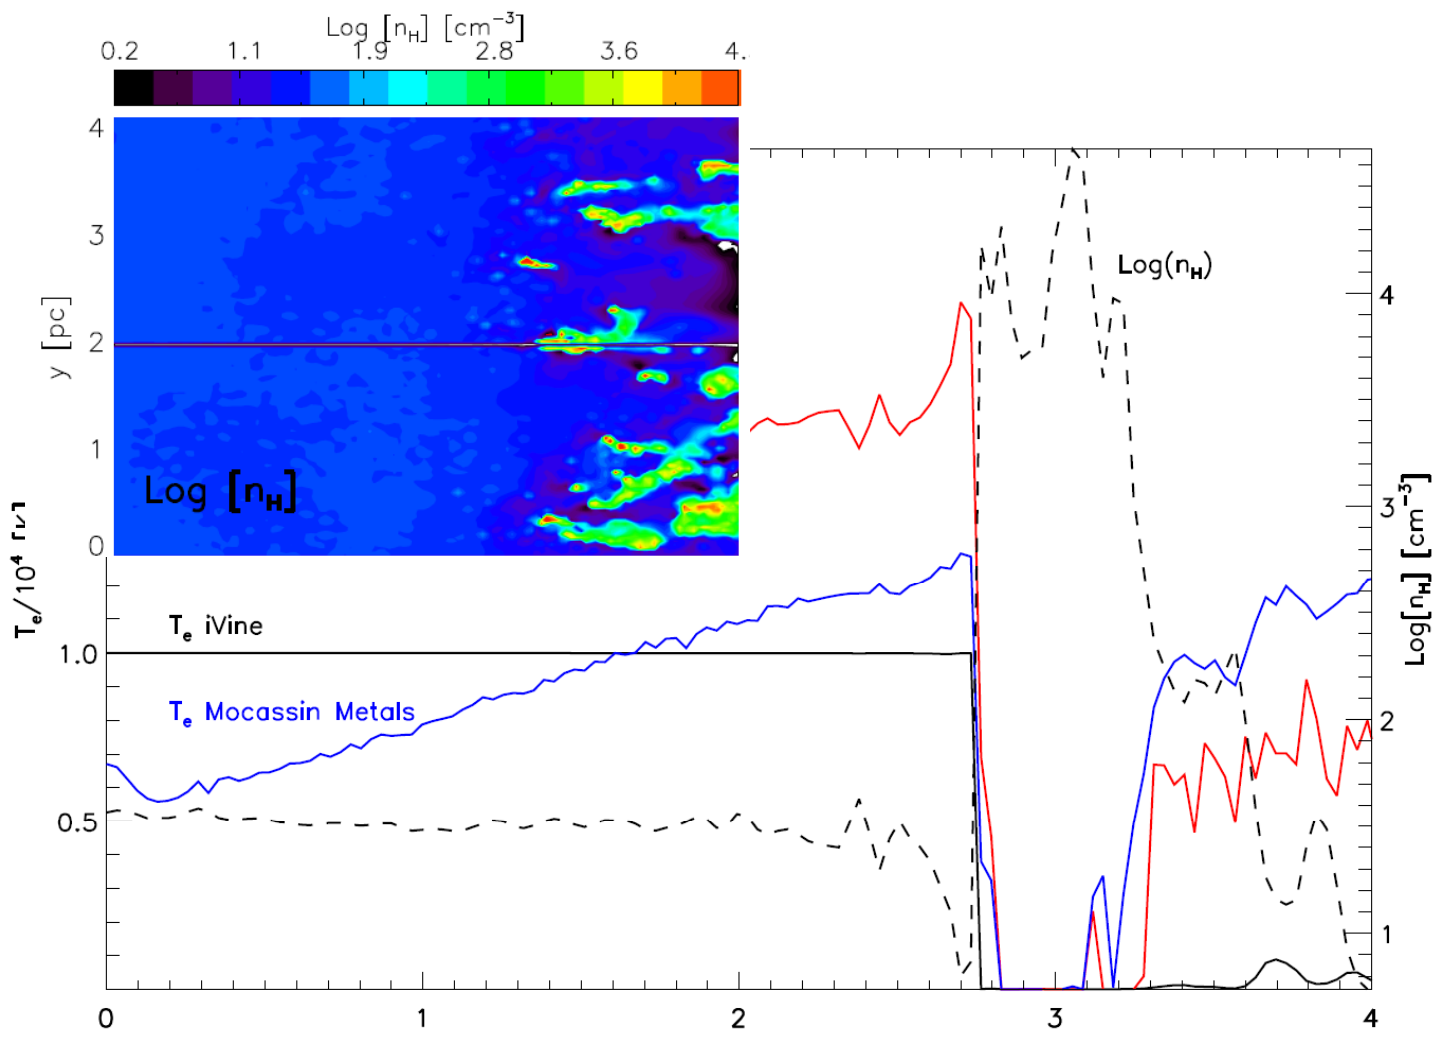 Log [nH] [cm−3]
0.2 1.1 1.9 2.8 3.6 4.
4
3
2
1
0
y [pc]
Log [nH]
Te/10⁴
1.0
0.5
Te iVine
Te Mocassin Metals
Log(nH)
4
3
2
1
Log[nH] [cm−3]
0 1 2 3 4